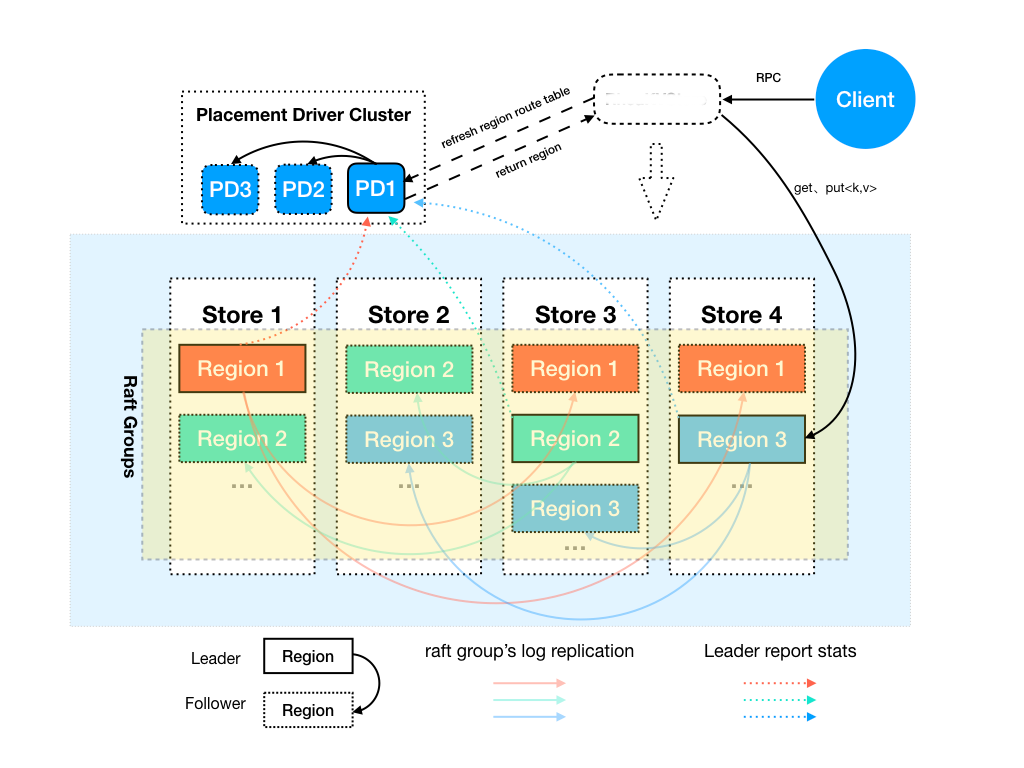 RPC
Client
Placement Driver Cluster
refresh region route table
return region
PD3
PD2
PD1
get、put<k,v>
Store 1
Store 2
Store 3
Store 4
Raft Groups
Region 1
Region 2
Region 1
Region 1
Region 2
Region 3
Region 2
Region 3
...
...
Region 3
...
...
Leader
Region
Follower
Region
raft group's log replication
Leader report stats